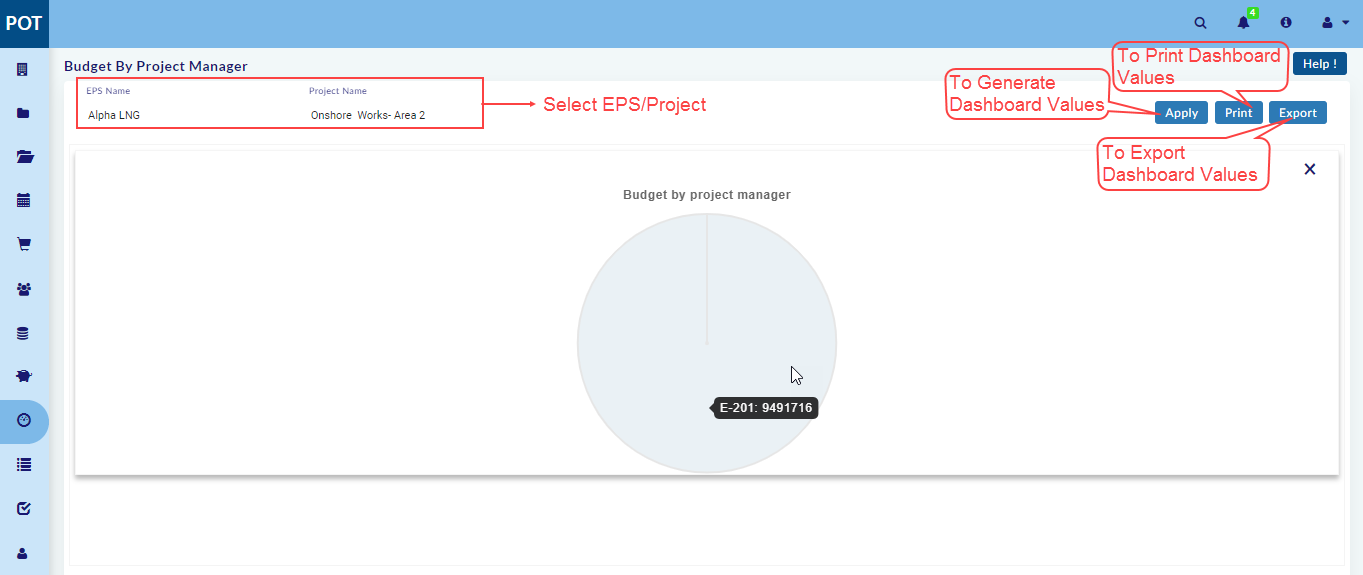 POT
4
Budget By Project Manager
To Print Dashboard
Values
Help !
EPS Name
Project Name
Alpha LNG
Onshore Works- Area 2
Select EPS/Project
To Generate
Dashboard Values
Apply
Print
Export
To Export
Dashboard Values
Budget by project manager
E-201: 9491716